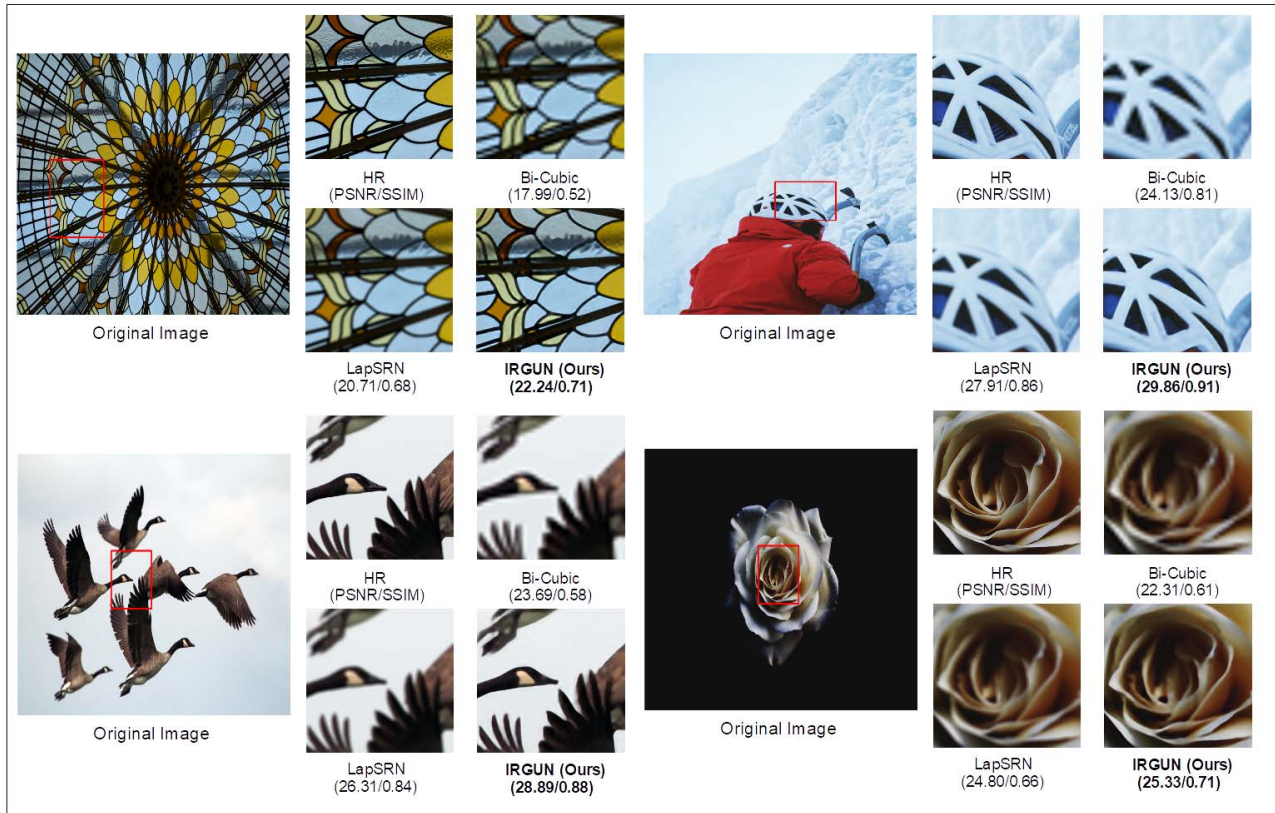 HR
(PSNR/SSIM)
Bi-Cubic
(17.99/0.52)
Original Image
LapSRN
(20.71/0.68)
IRGUN (Ours)
(22.24/0.71)
HR
(PSNR/SSIM)
Bi-Cubic
(24.13/0.81)
Original Image
LapSRN
(27.91/0.86)
IRGUN (Ours)
(29.86/0.91)
HR
(PSNR/SSIM)
Bi-Cubic
(23.69/0.58)
Original Image
LapSRN
(26.31/0.84)
IRGUN (Ours)
(28.89/0.88)
HR
(PSNR/SSIM)
Bi-Cubic
(22.31/0.61)
Original Image
LapSRN
(24.80/0.66)
IRGUN (Ours)
(25.33/0.71)